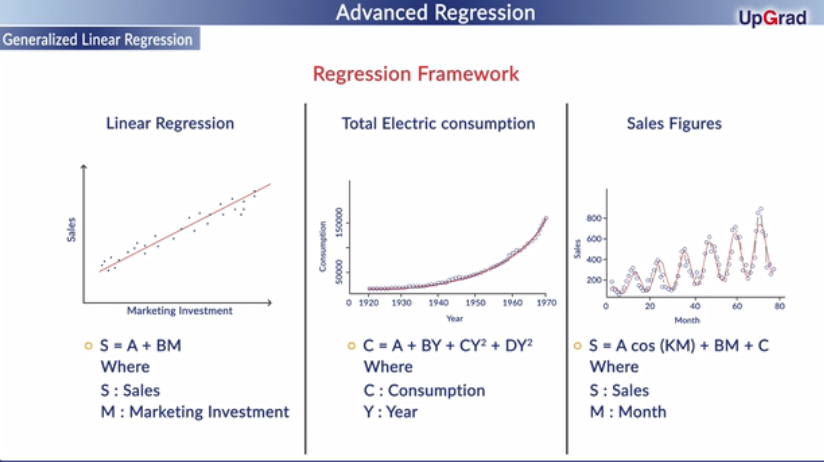 Advanced Regression
UpGrad
Generalized Linear Regression
Regression Framework
Linear Regression
Sales
Marketing Investment
S = A + BM
Where
S : Sales
M : Marketing Investment
Total Electric consumption
Consumption
150000
50000
0 1920 1930 1940 1950 1960 1970
Year
C = A + BY + CY² + DY²
Where
C : Consumption
Y : Year
Sales Figures
Sales
800
600
400
200
0 20 40 60 80
Month
S = A cos (KM) + BM + C
Where
S : Sales
M : Month